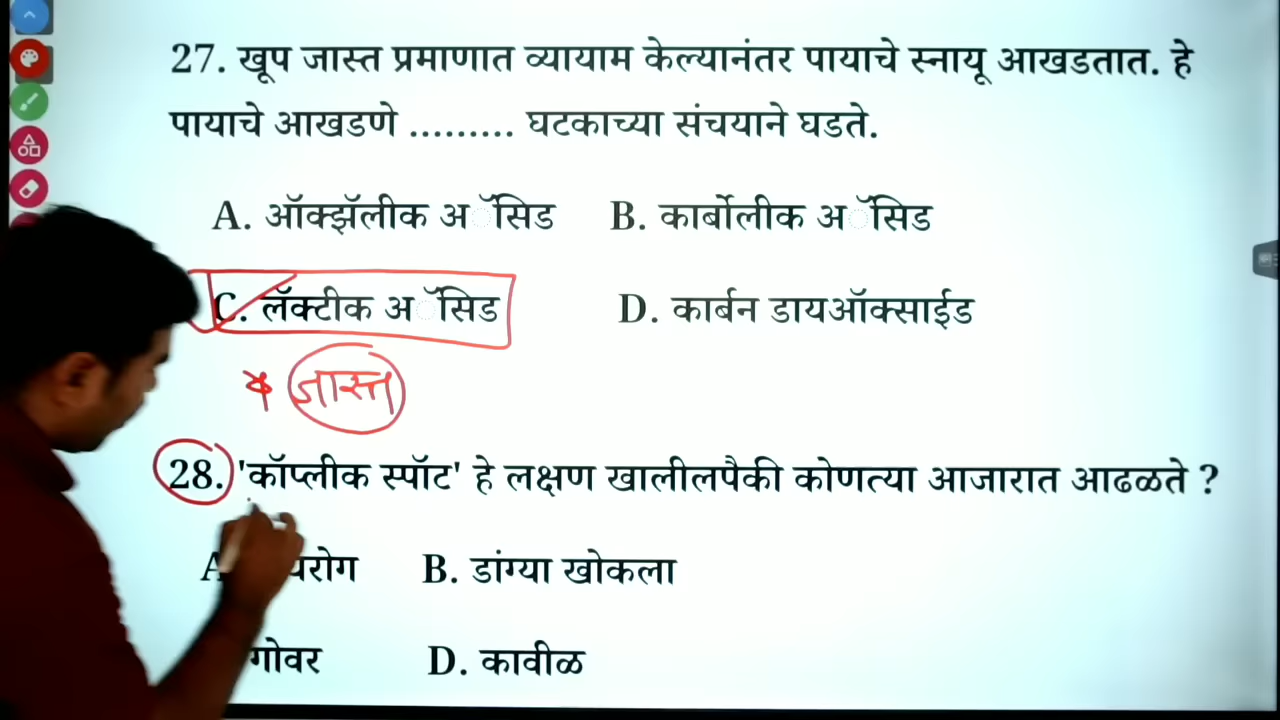 27. खूप जास्त प्रमाणात व्यायाम केल्यानंतर पायाचे स्नायू आखडतात. हे
पायाचे आखडणे ......... घटकाच्या संचयाने घडते.
A. ऑक्झॅलीक अॅसिड B. कार्बोलीक अॅसिड
C. लॅक्टीक अॅसिड D. कार्बन डायऑक्साईड
* जास्त
28. 'कॉप्लीक स्पॉट' हे लक्षण खालीलपैकी कोणत्या आजारात आढळते ?
B. डांग्या खोकला
गोवर D. कावीळ